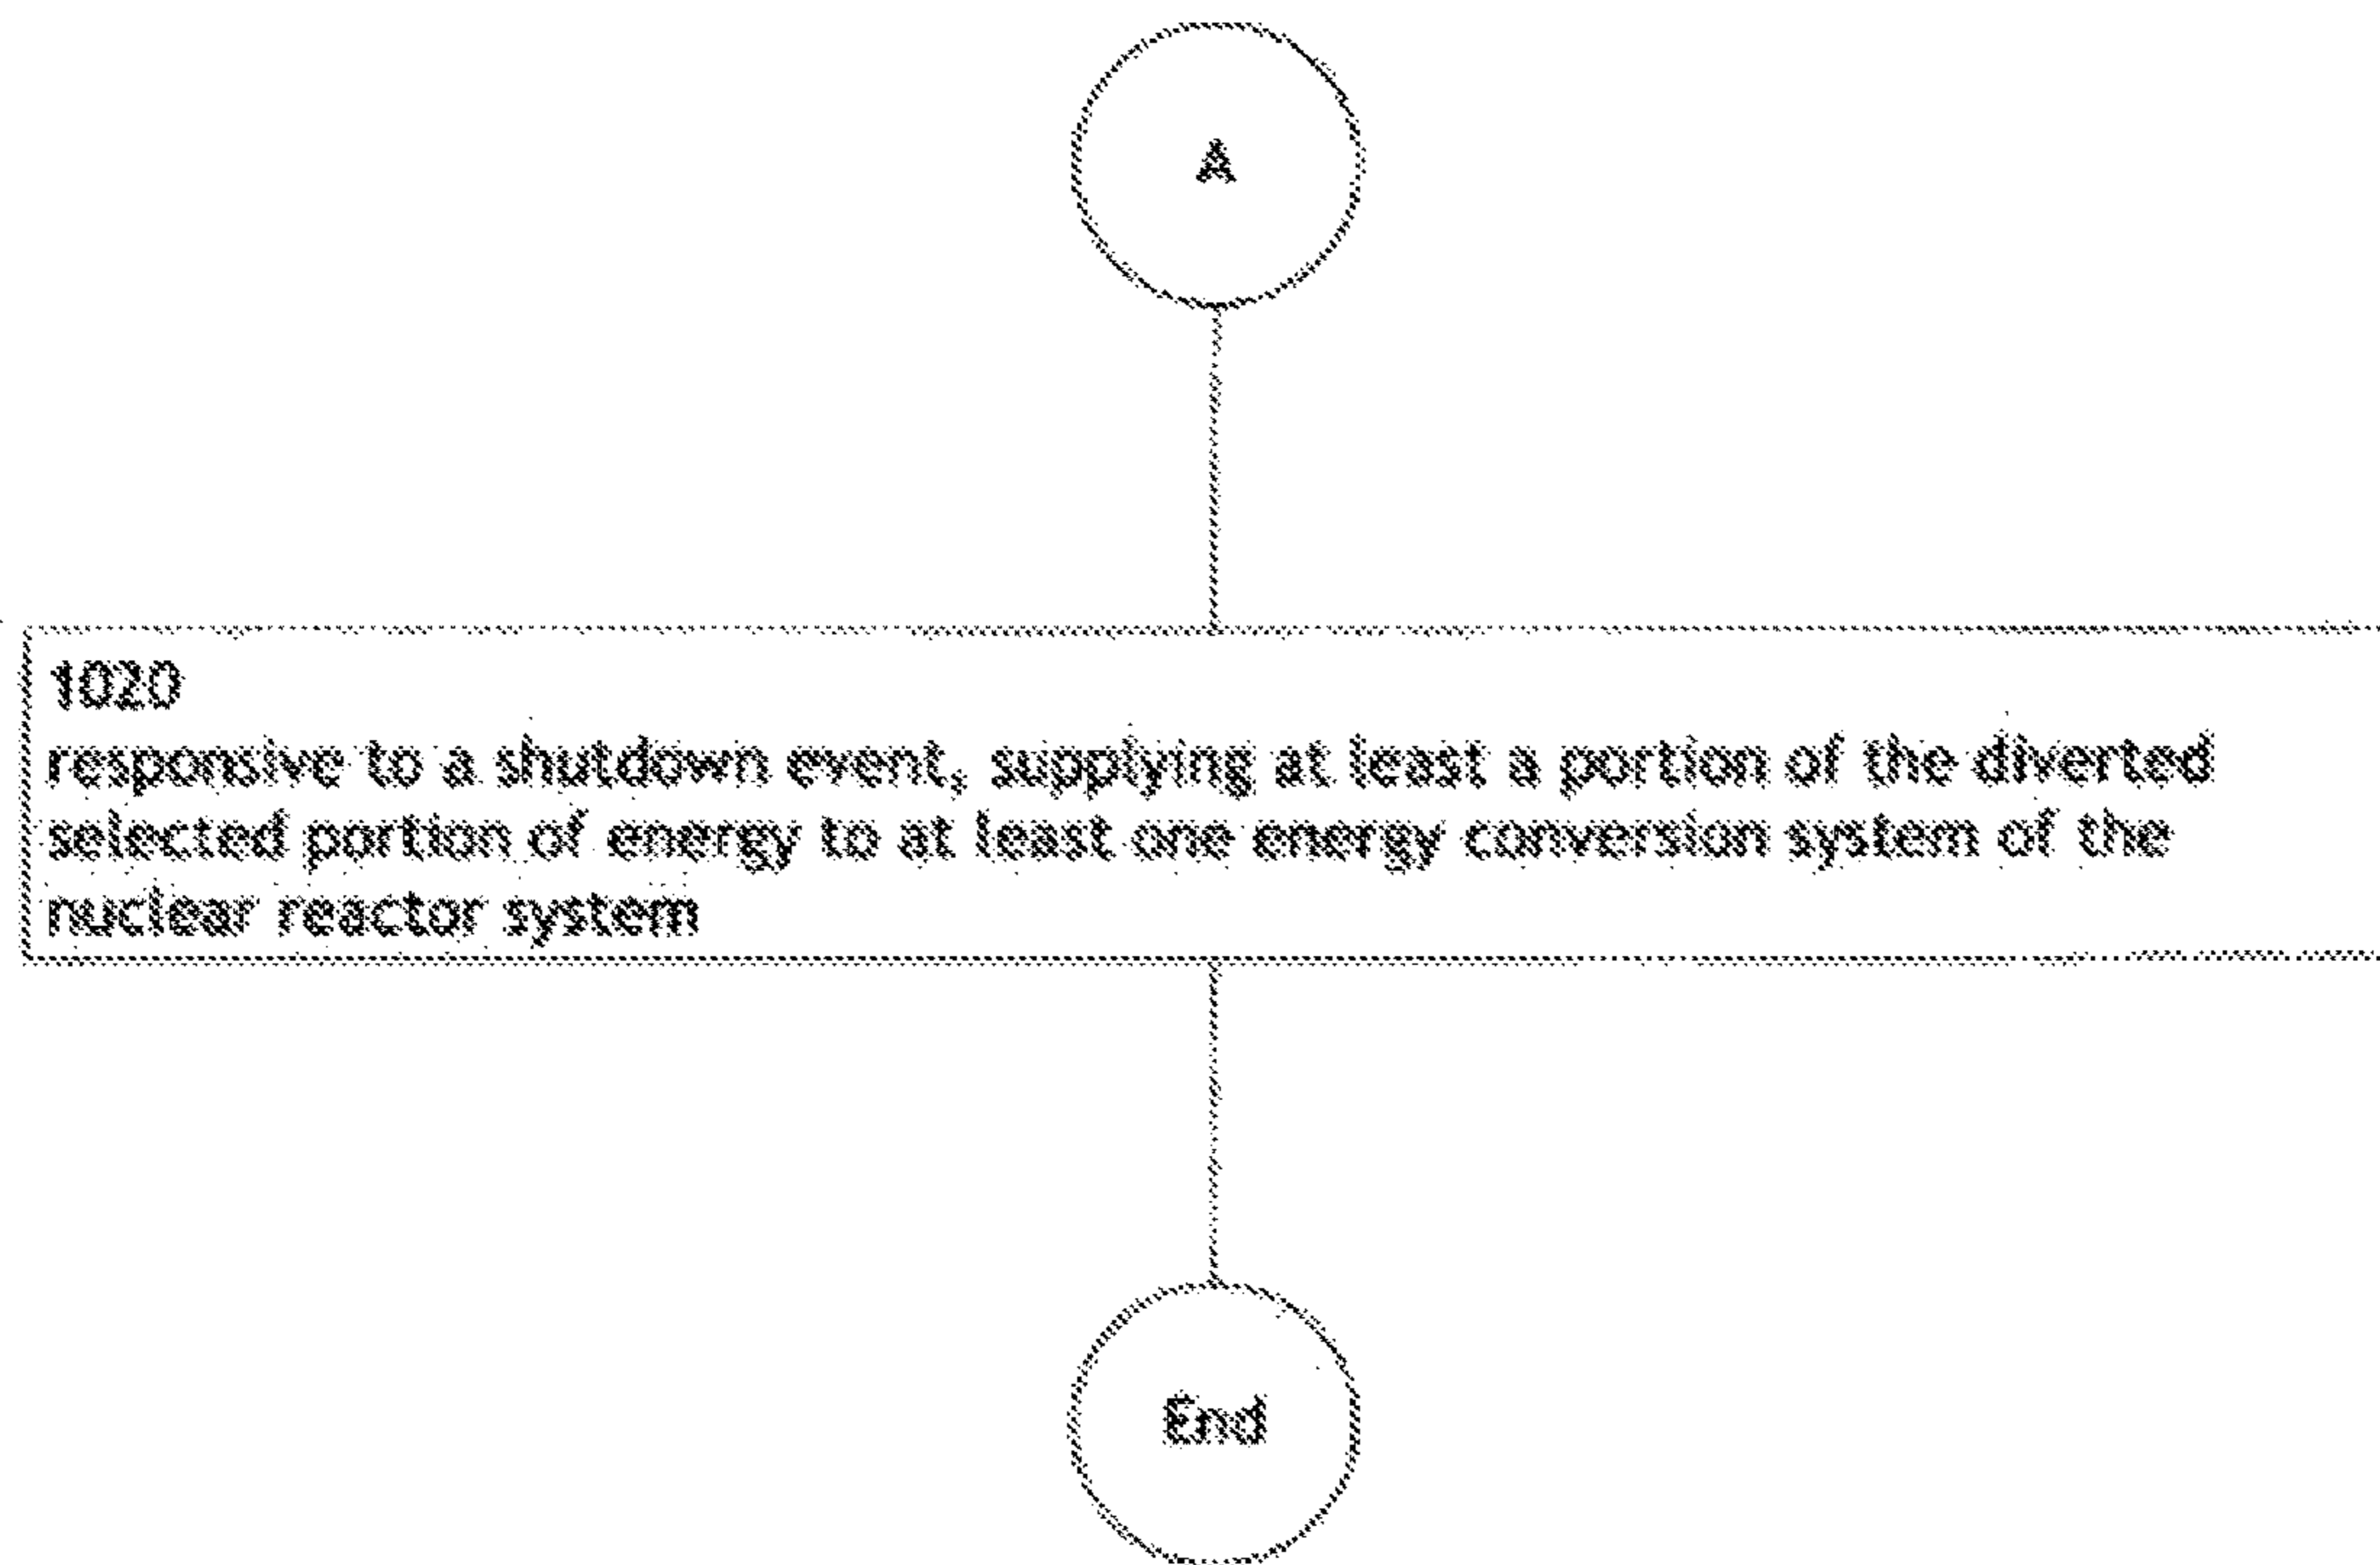 A
1020
responsive to a shutdown event, supplying at least a portion of the diverted
selected portion of energy to at least one energy conversion system of the
nuclear reactor system
End